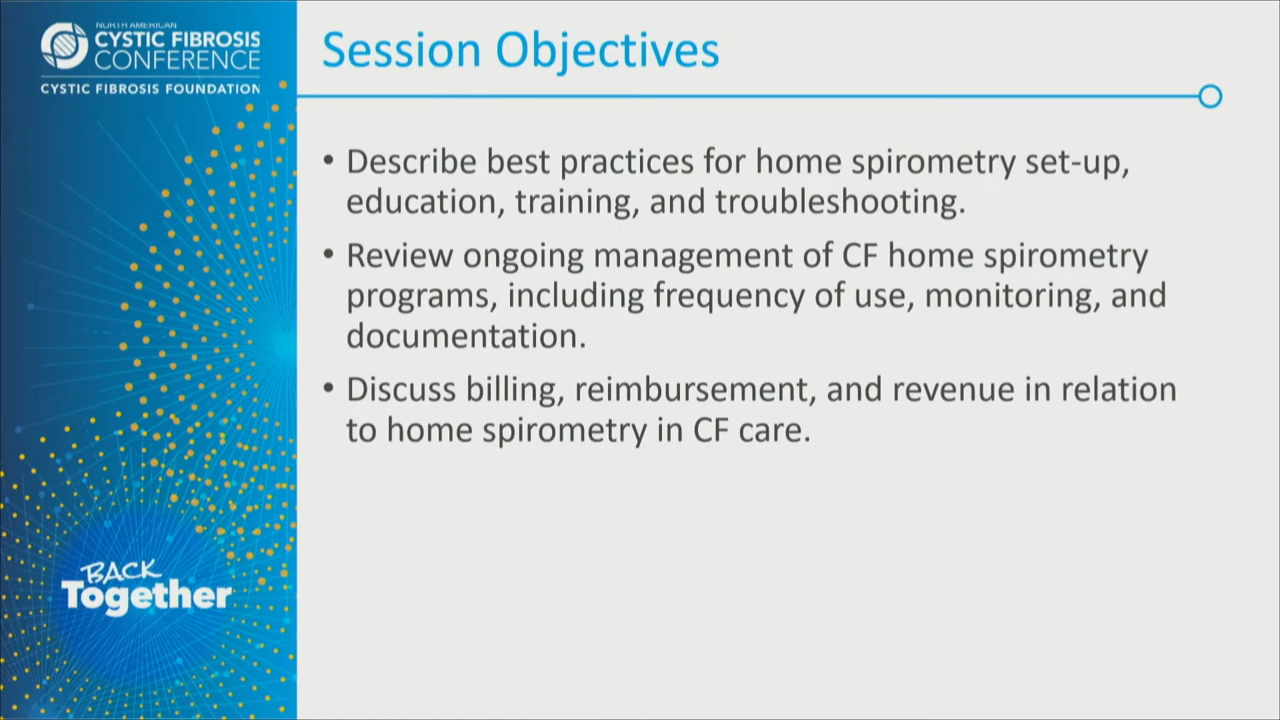 NORTH AMERICAN
CYSTIC FIBROSIS
CONFERENCE
CYSTIC FIBROSIS FOUNDATION
Session Objectives
• Describe best practices for home spirometry set-up,
education, training, and troubleshooting.
• Review ongoing management of CF home spirometry
programs, including frequency of use, monitoring, and
documentation.
• Discuss billing, reimbursement, and revenue in relation
to home spirometry in CF care.
BACK
Together